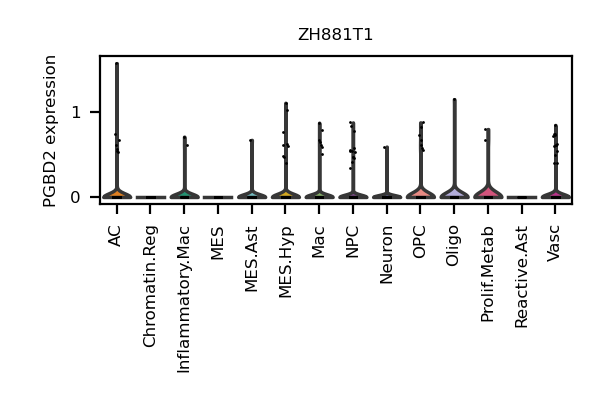 ZH881T1
PGBD2 expression
1
0
AC
Chromatin.Reg
Inflammatory.Mac
MES
MES.Ast
MES.Hyp
Mac
NPC
Neuron
OPC
Oligo
Prolif.Metab
Reactive.Ast
Vasc